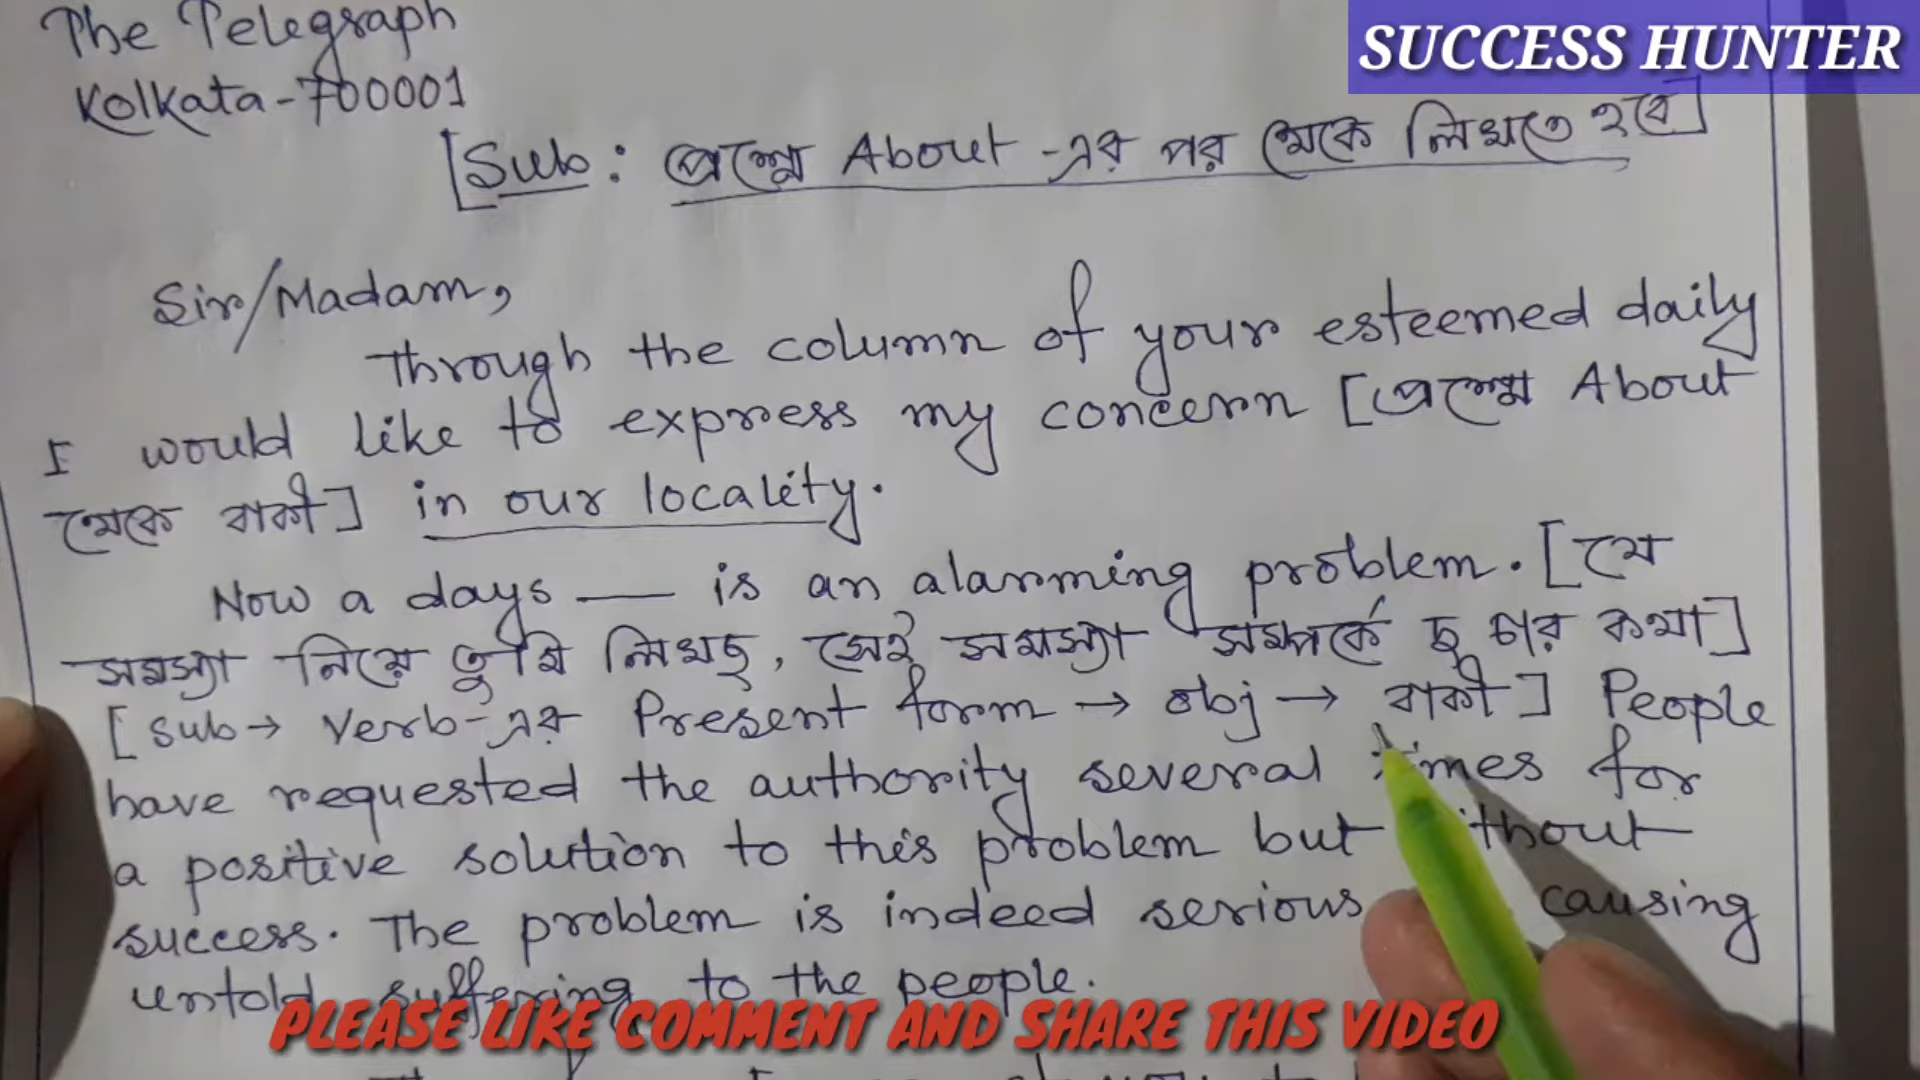 The Telegraph
SUCCESS HUNTER
Kolkata-700001
[Sub: প্রশ্নে About -এর পর থেকে লিখতে হবে]
Sir/Madam,
Through the column of your esteemed daily
I would like to express my concern [প্রশ্নে About
থেকে বাকী] in our locality.
Now a days — is an alarming problem. [যে
সমস্যা নিয়ে তুমি লিখছ, সেই সমস্যা সম্পর্কে দু চার কথা]
[Sub→ Verb-এর Present form → obj → বাকী] People
have requested the authority several times for
a positive solution to this problem but without
success. The problem is indeed serious causing
untold suffering to the people.
PLEASE LIKE COMMENT AND SHARE THIS VIDEO